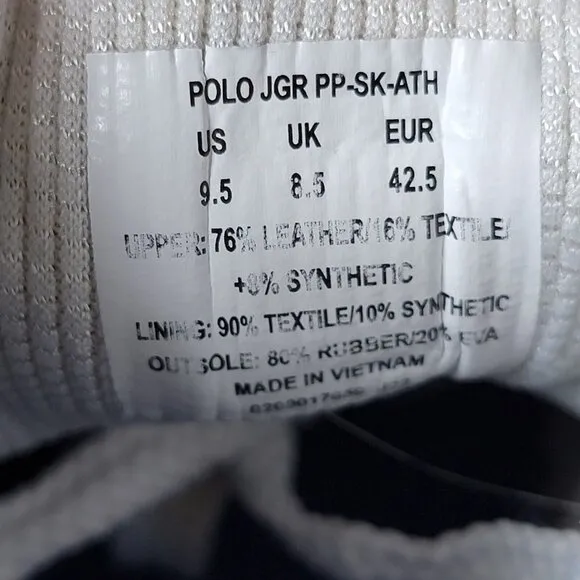 POLO JGR PP-SK-ATH
US UK EUR
9.5 8.5 42.5
UPPER: 76% LEATHER/16% TEXTILE/
+8% SYNTHETIC
LINING: 90% TEXTILE/10% SYNTHETIC
OUTSOLE: 80% RUBBER/20% EVA
MADE IN VIETNAM